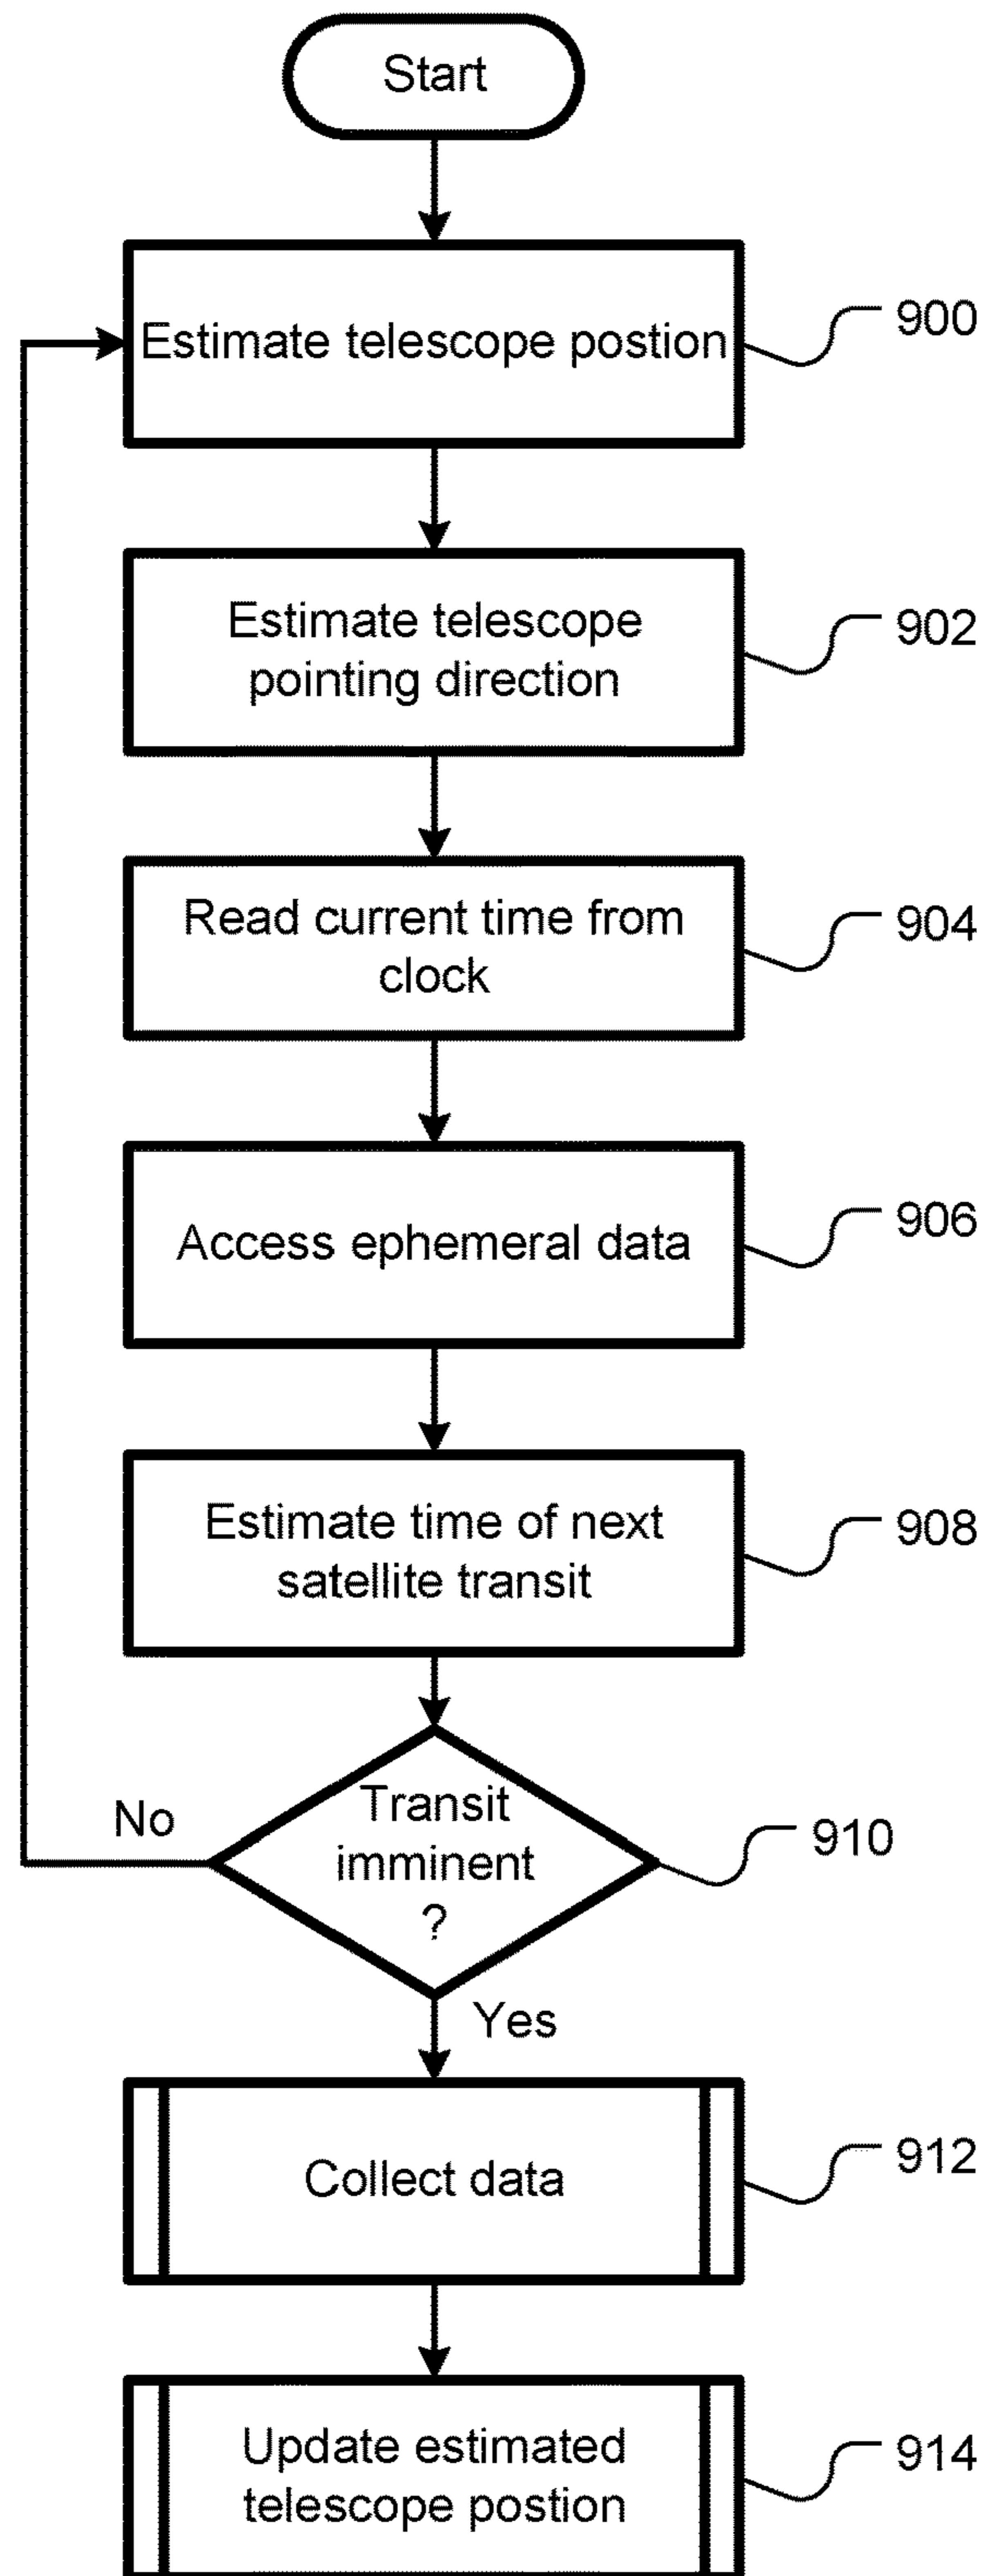 Start
Estimate telescope postion
900
Estimate telescope
pointing direction
902
Read current time from
clock
904
Access ephemeral data
906
Estimate time of next
satellite transit
908
Transit
imminent
?
910
No
Yes
Collect data
912
Update estimated
telescope postion
914